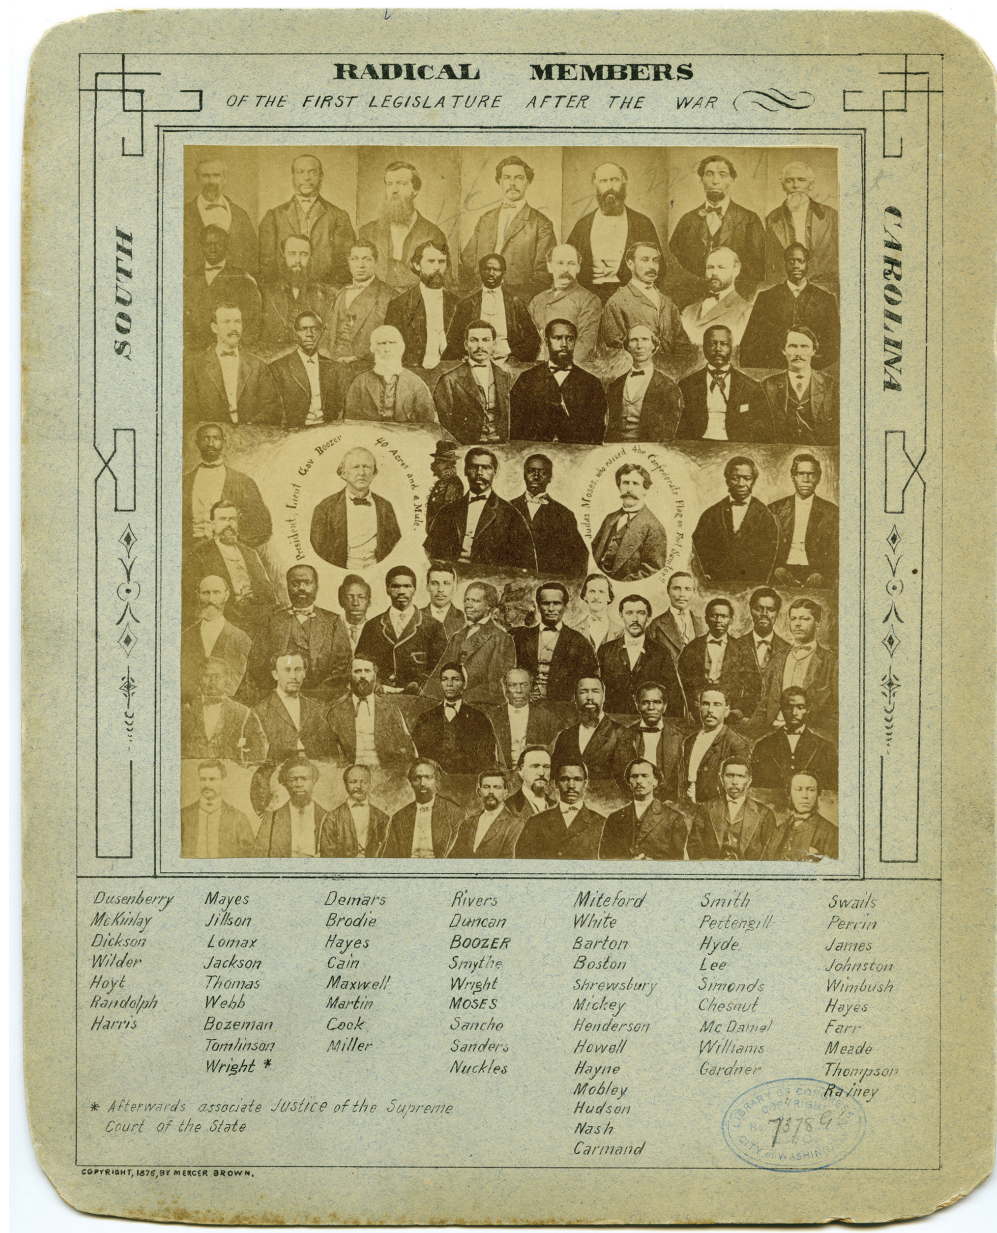 RADICAL MEMBERS
OF THE FIRST LEGISLATURE AFTER THE WAR
SOUTH
CAROLINA
President, Lieut Gov Boozer
40 Acres and a Mule.
Judas Moses, who raised the Confederate Flag on Fort Sumter
Dusenberry
McKinlay
Dickson
Wilder
Hoyt
Randolph
Harris
Mayes
Jillson
Lomax
Jackson
Thomas
Webb
Bozeman
Tomlinson
Wright *
Demars
Brodie
Hayes
Cain
Maxwell
Martin
Cook
Miller
Rivers
Duncan
BOOZER
Smythe
Wright
MOSES
Sancho
Sanders
Nuckles
Miteford
White
Barton
Boston
Shrewsbury
Mickey
Henderson
Howell
Hayne
Mobley
Hudson
Nash
Carmand
Smith
Pettengill
Hyde
Lee
Simonds
Chesnut
Mc Daniel
Williams
Gardner
Swails
Perrin
James
Johnston
Wimbush
Hayes
Farr
Meade
Thompson
Rainey
* Afterwards associate Justice of the Supreme
Court of the State
LIBRARY OF CONGRESS
COPYRIGHT
No
CITY OF WASHINGTON
COPYRIGHT, 1876, BY MERCER BROWN.